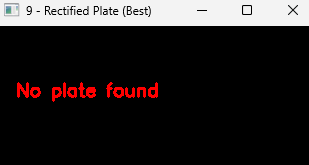 9 - Rectified Plate (Best)
No plate found